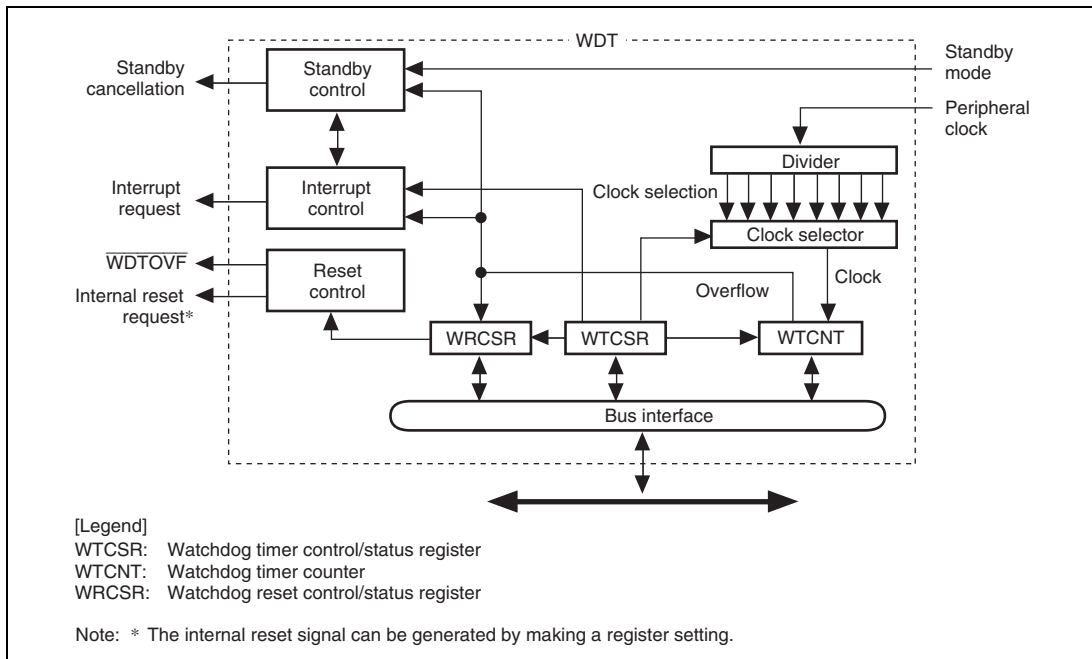 WDT
Standby
cancellation
Standby
control
Standby
mode
Peripheral
clock
Divider
Interrupt
request
Interrupt
control
Clock selection
Clock selector
WDTOVF
Reset
control
Internal reset
request*
Overflow
Clock
WRCSR
WTCSR
WTCNT
Bus interface
[Legend]
WTCSR: Watchdog timer control/status register
WTCNT: Watchdog timer counter
WRCSR: Watchdog reset control/status register
Note: * The internal reset signal can be generated by making a register setting.